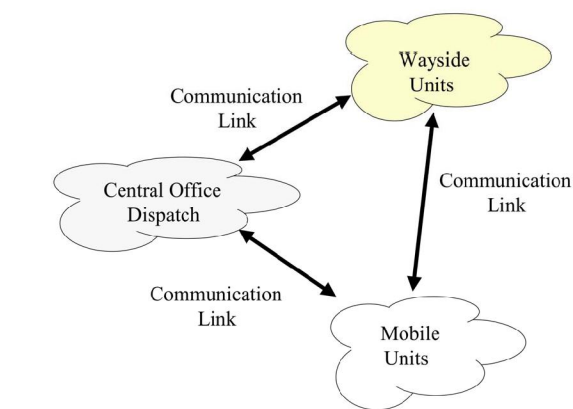 Wayside
Units
Communication
Link
Central Office
Dispatch
Communication
Link
Communication
Link
Mobile
Units